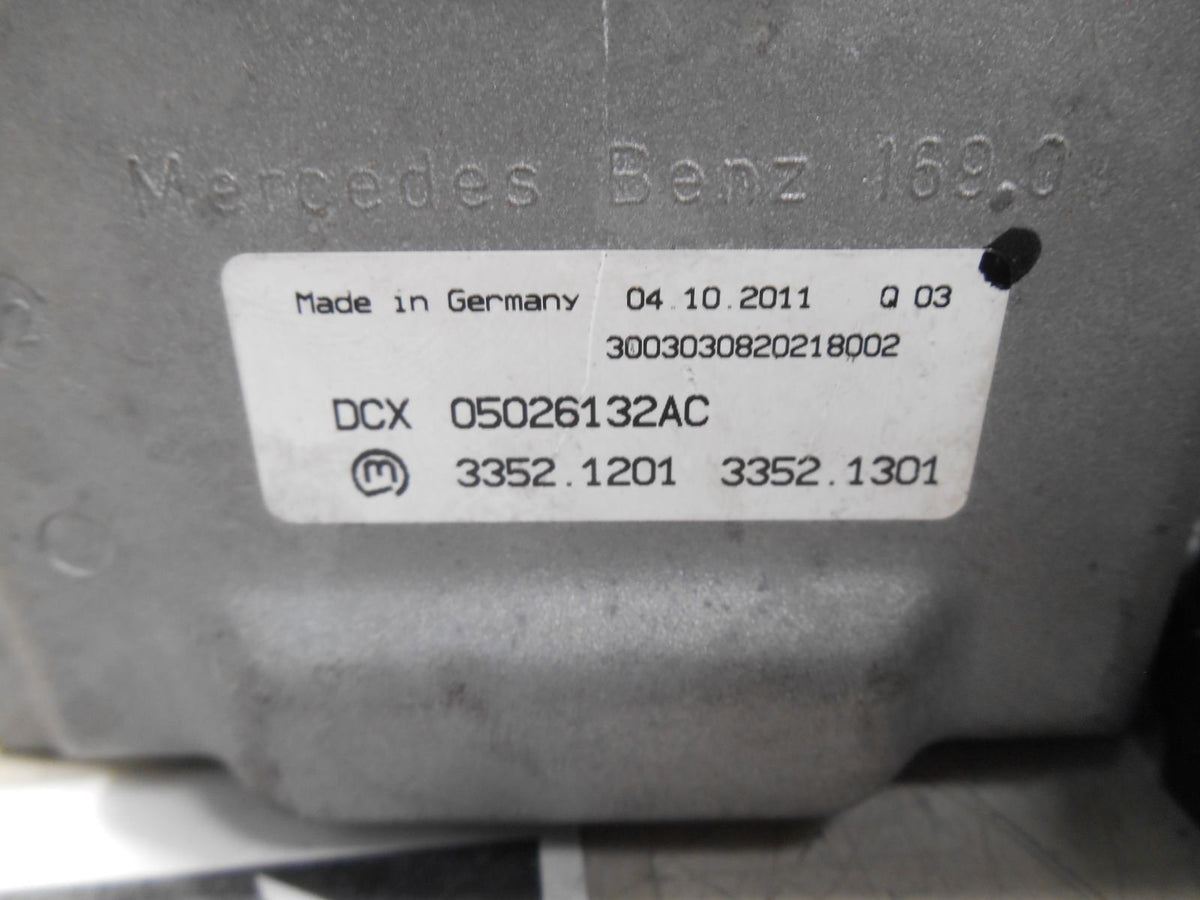 Mercedes Benz 169.0
Made in Germany 04.10.2011 Q 03
3003030820218002
DCX 05026132AC
m 3352.1201 3352.1301